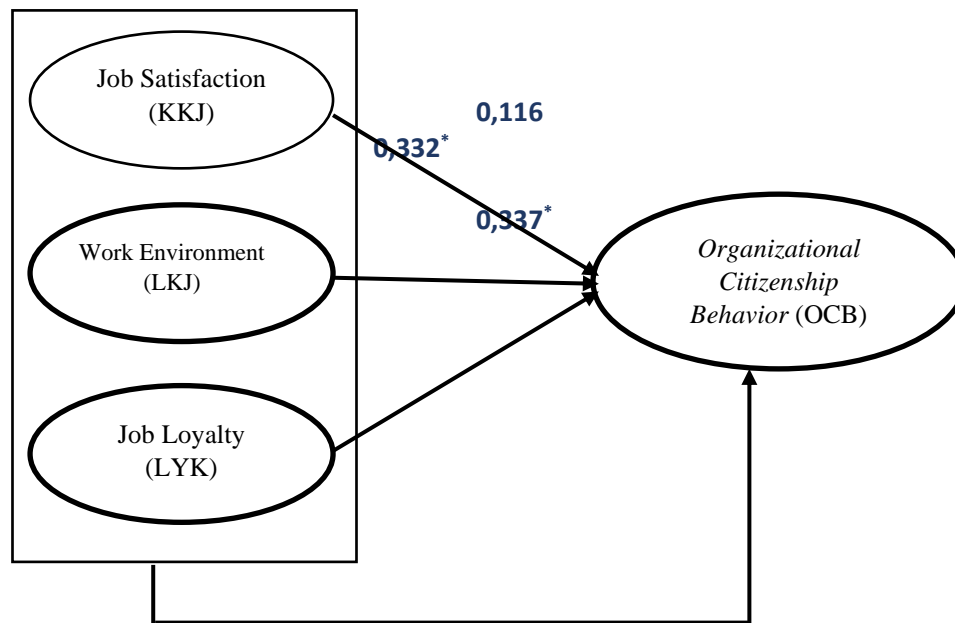 Job Satisfaction
(KKJ)
0,116
0,332*
Work Environment
(LKJ)
0,337*
Organizational
Citizenship
Behavior (OCB)
Job Loyalty
(LYK)